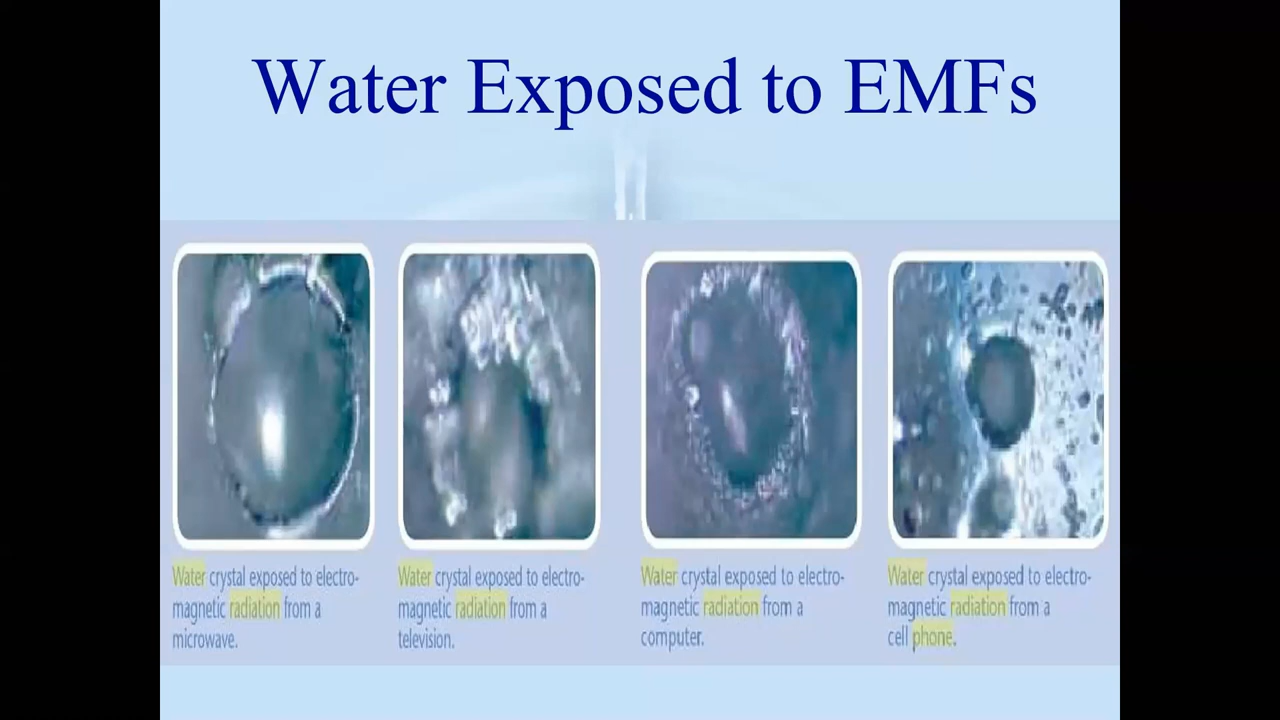 Water Exposed to EMFs
Water crystal exposed to electro-
magnetic radiation from a
microwave.
Water crystal exposed to electro-
magnetic radiation from a
television.
Water crystal exposed to electro-
magnetic radiation from a
computer.
Water crystal exposed to electro-
magnetic radiation from a
cell phone.